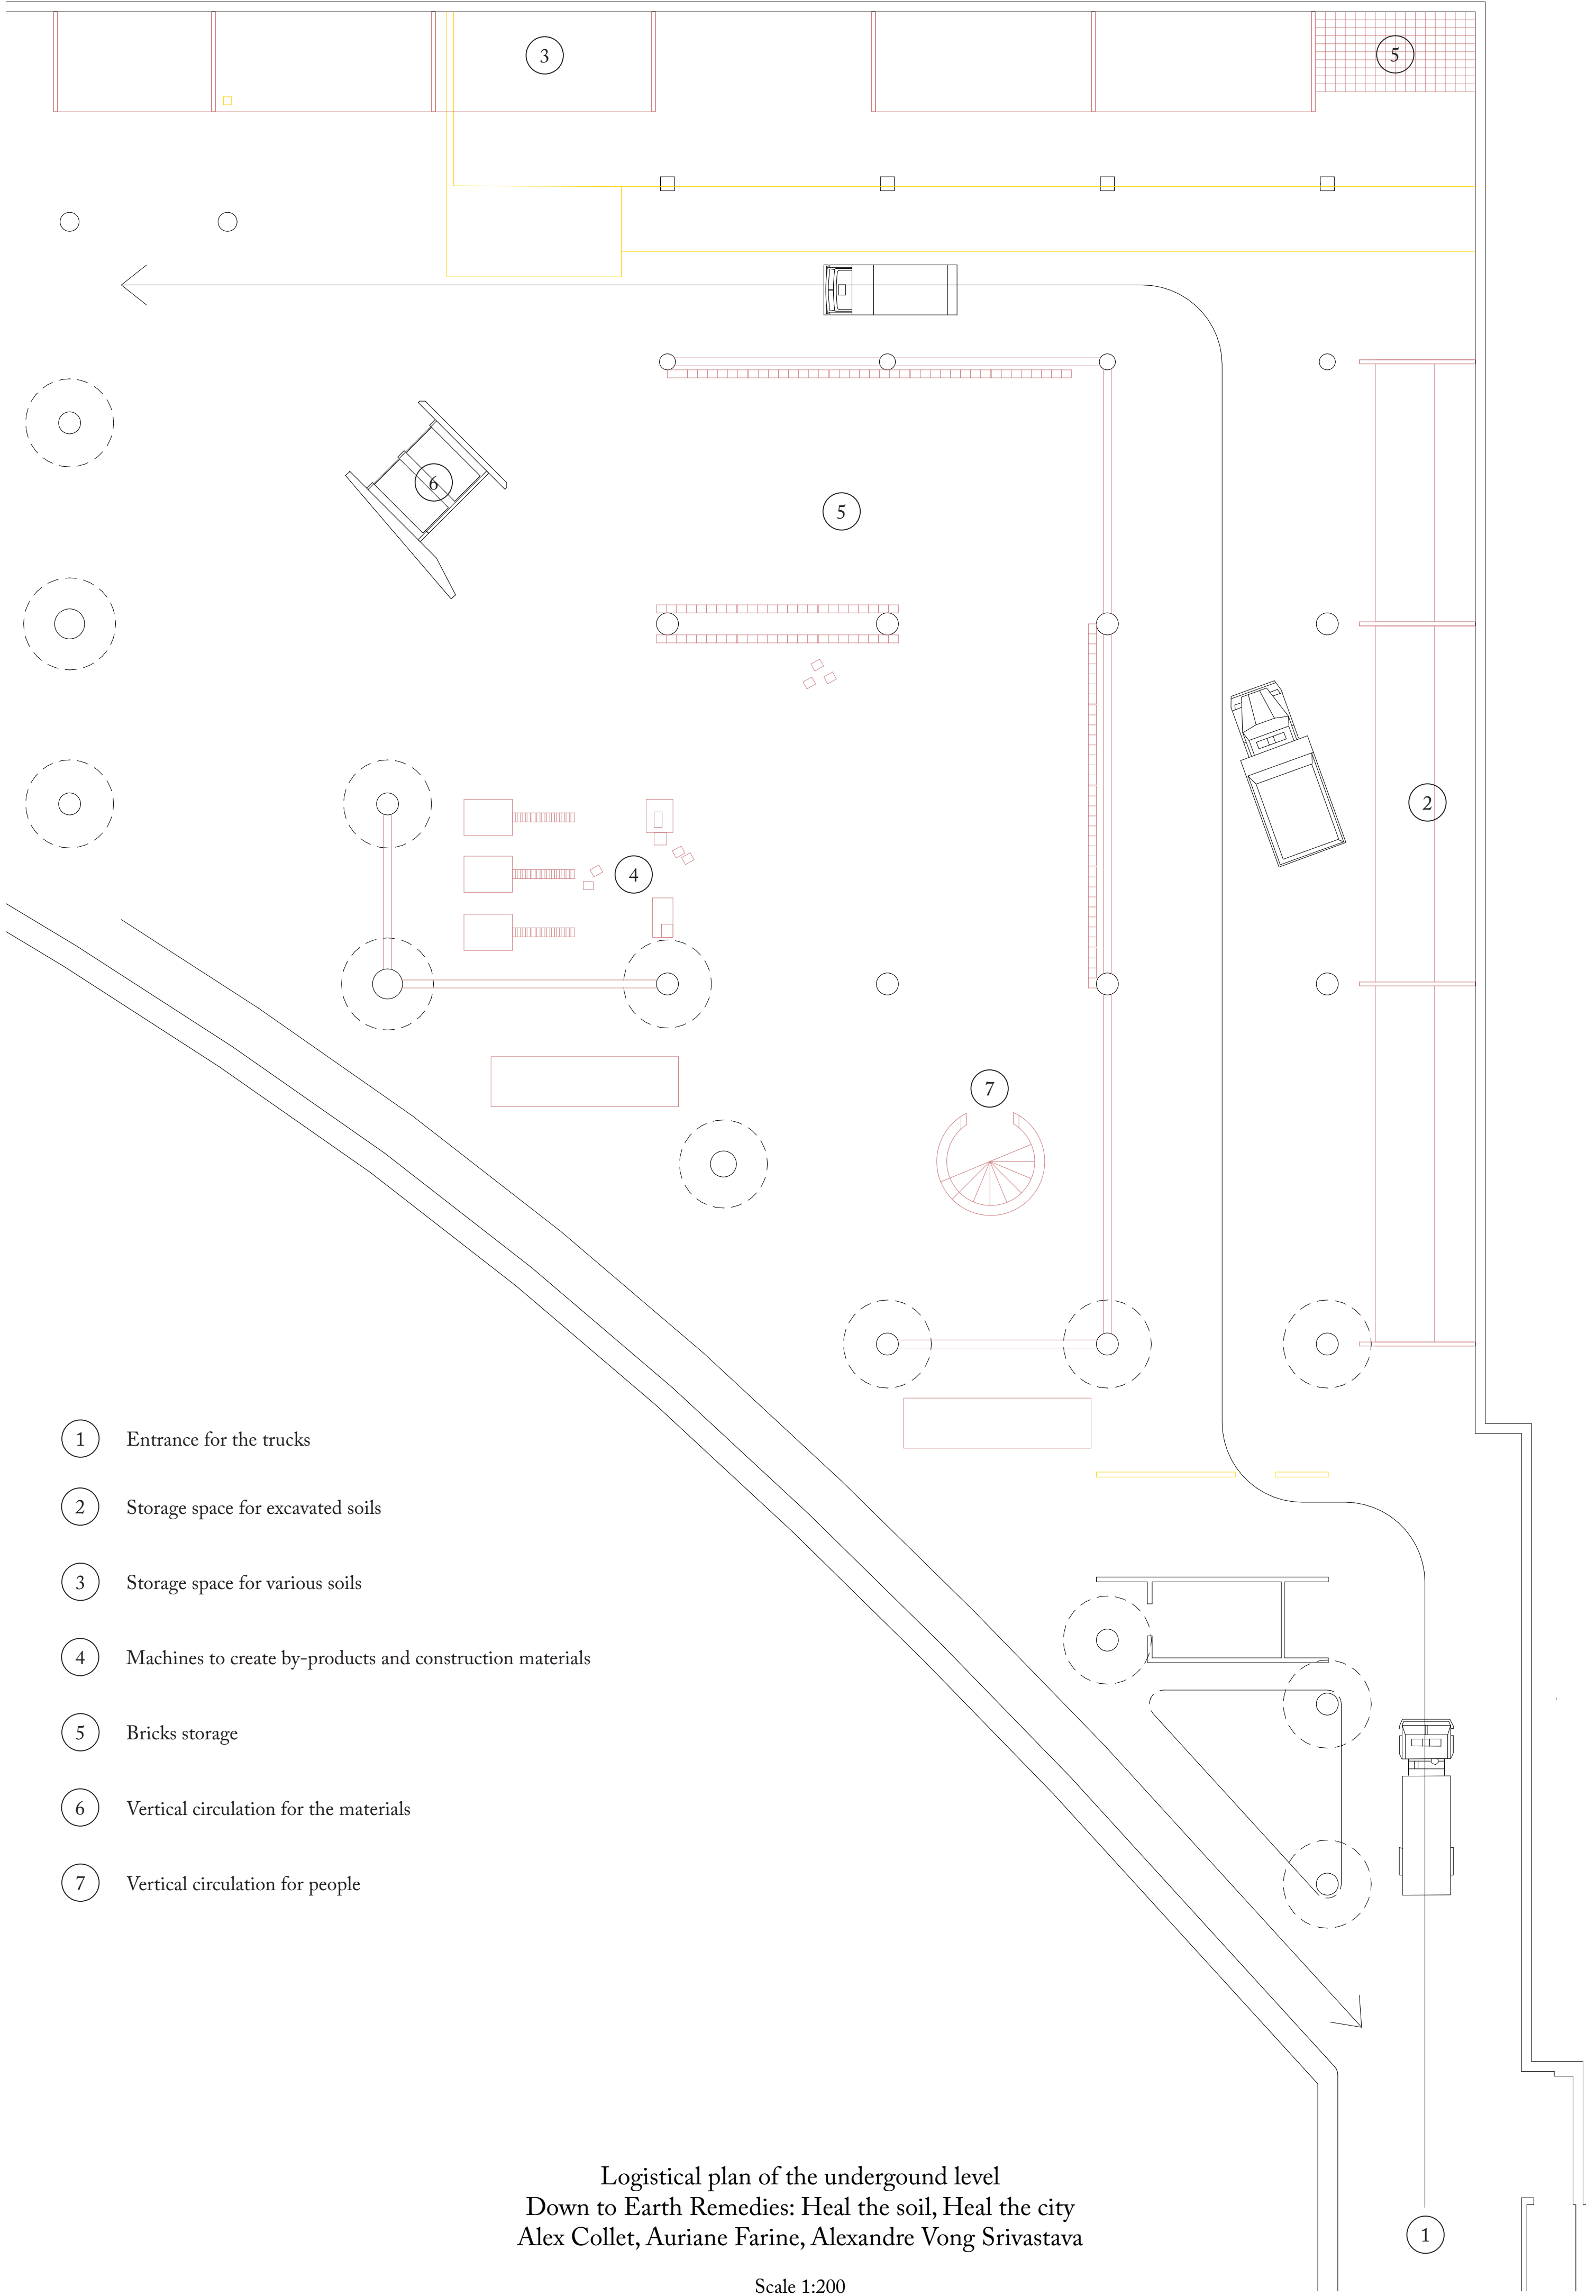 3
5
6
5
2
4
7
1 Entrance for the trucks
2 Storage space for excavated soils
3 Storage space for various soils
4 Machines to create by-products and construction materials
5 Bricks storage
6 Vertical circulation for the materials
7 Vertical circulation for people
Logistical plan of the undergound level
Down to Earth Remedies: Heal the soil, Heal the city
Alex Collet, Auriane Farine, Alexandre Vong Srivastava
1
Scale 1:200